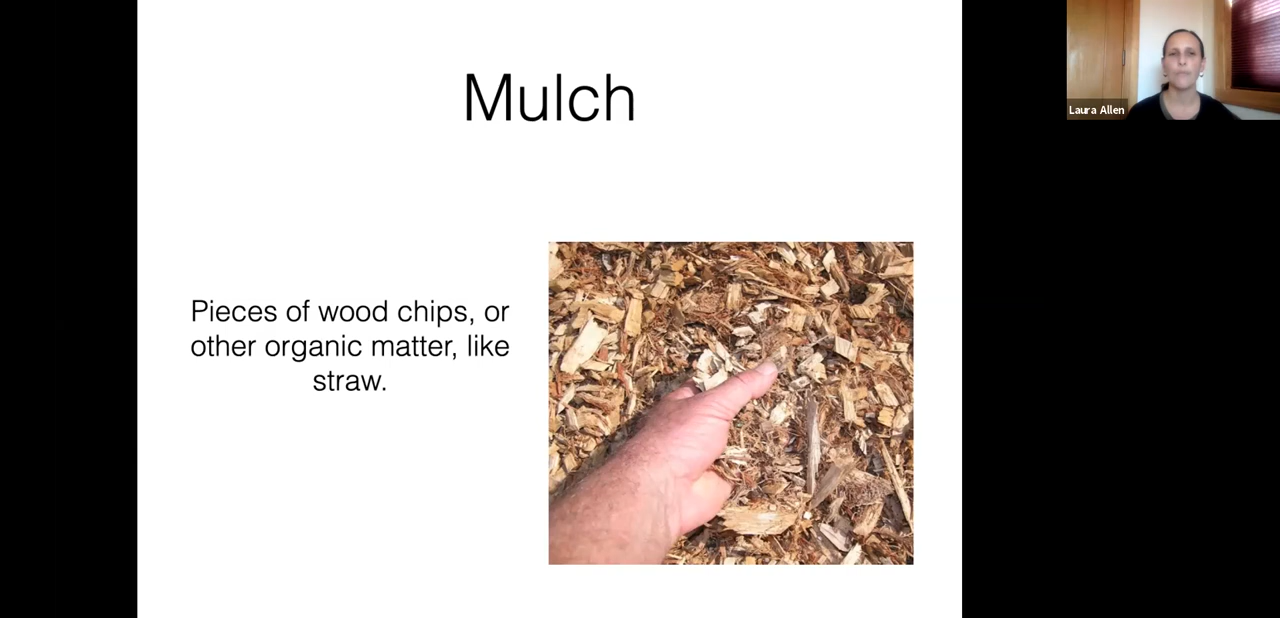 Mulch
Pieces of wood chips, or
other organic matter, like
straw.
Laura Allen